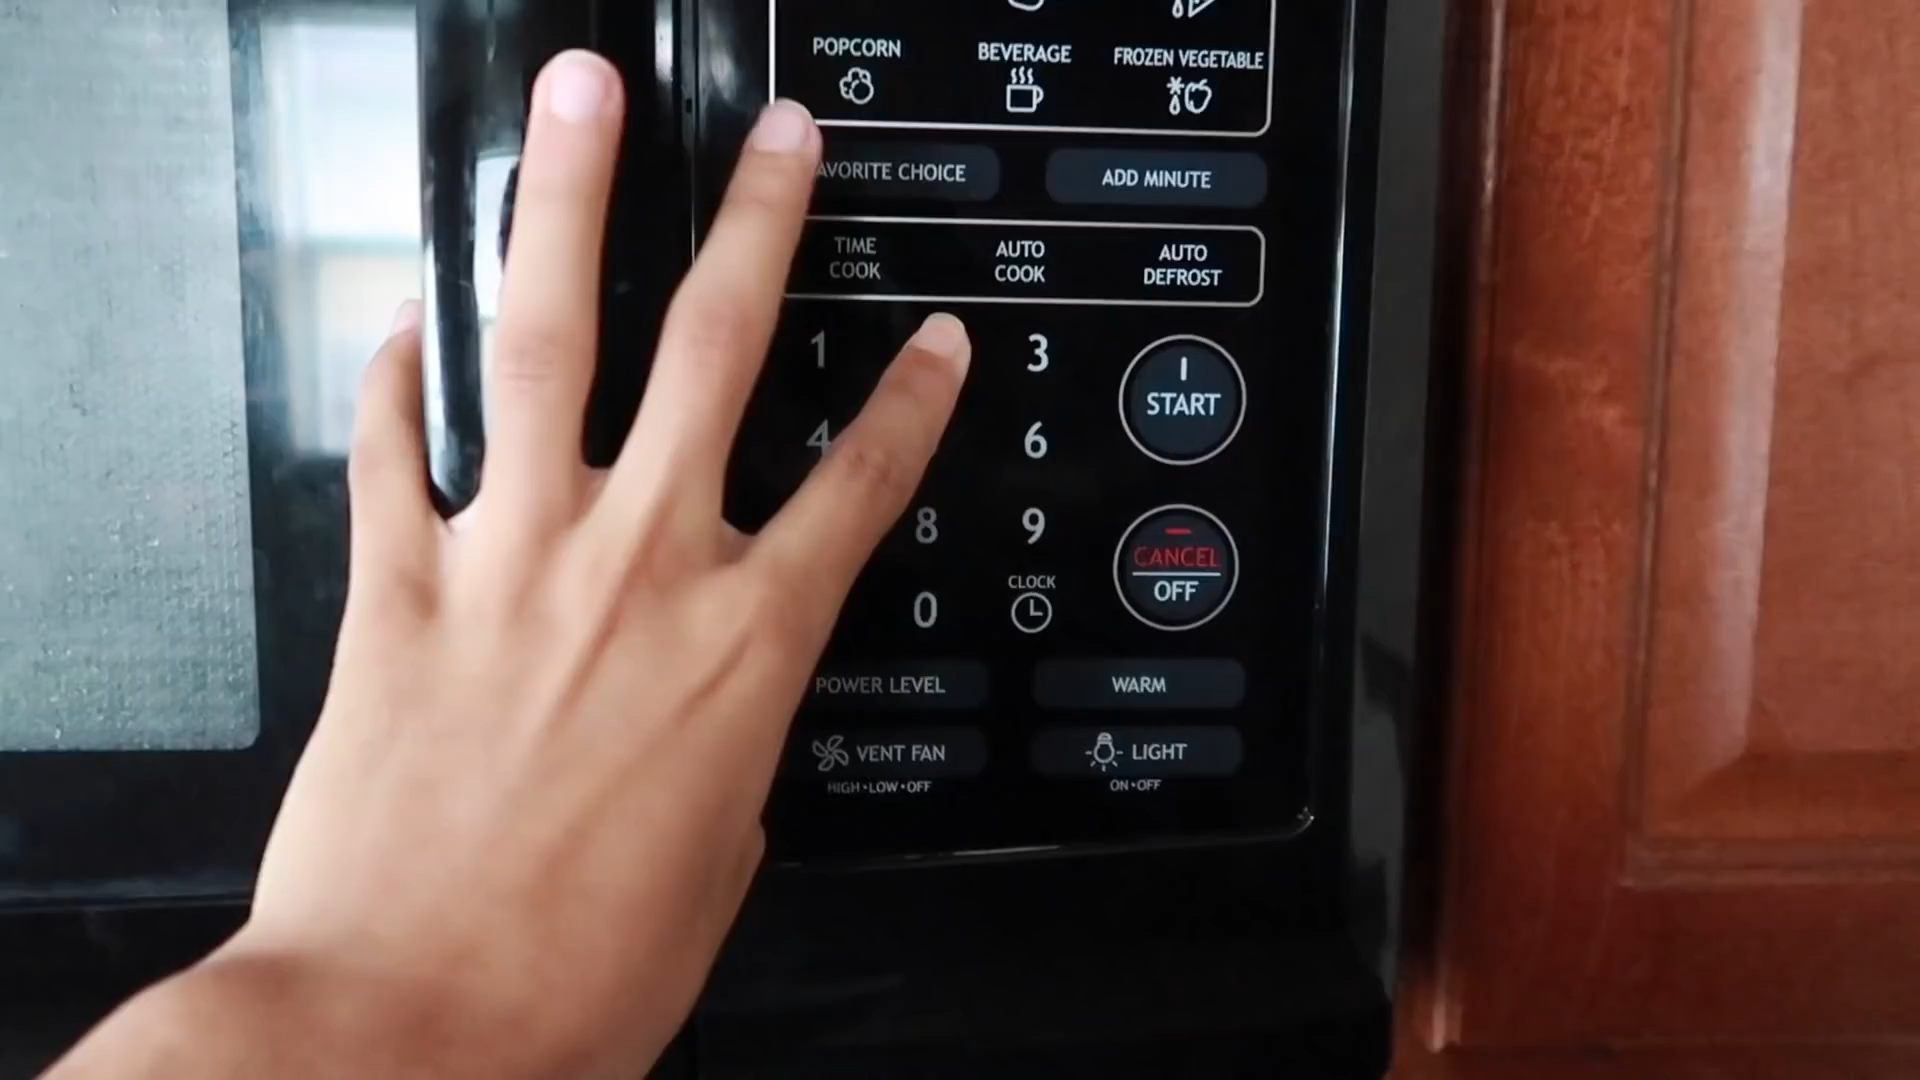 POPCORN
BEVERAGE
FROZEN VEGETABLE
AVORITE CHOICE
ADD MINUTE
TIME
COOK
AUTO
COOK
AUTO
DEFROST
1
3
START
4
6
8
9
CANCEL
OFF
0
CLOCK
POWER LEVEL
WARM
VENT FAN
LIGHT
HIGH•LOW•OFF
ON•OFF